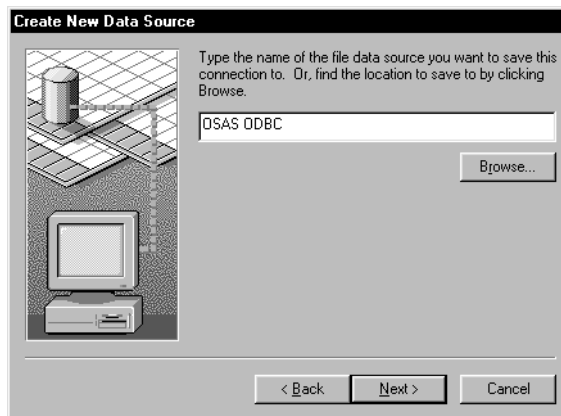 Create New Data Source
Type the name of the file data source you want to save this
connection to. Or, find the location to save to by clicking
Browse.
OSAS ODBC
Browse...
< Back
Next >
Cancel